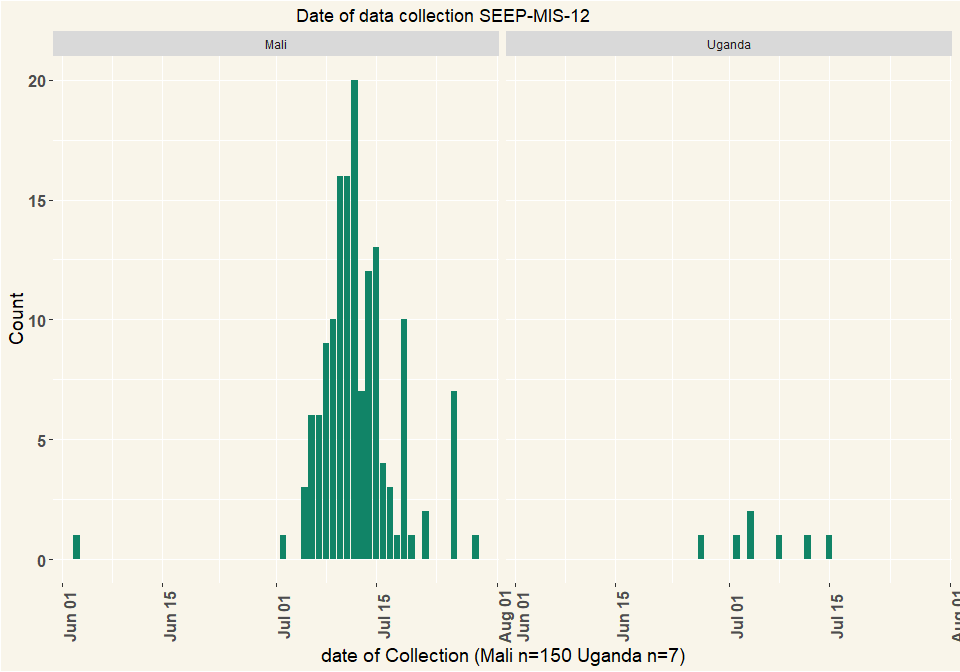 Date of data collection SEEP-MIS-12
Mali
Uganda
Count
20
15
10
5
0
Jun 01
Jun 15
Jul 01
Jul 15
Aug 01
Jun 01
Jun 15
Jul 01
Jul 15
Aug 01
date of Collection (Mali n=150 Uganda n=7)